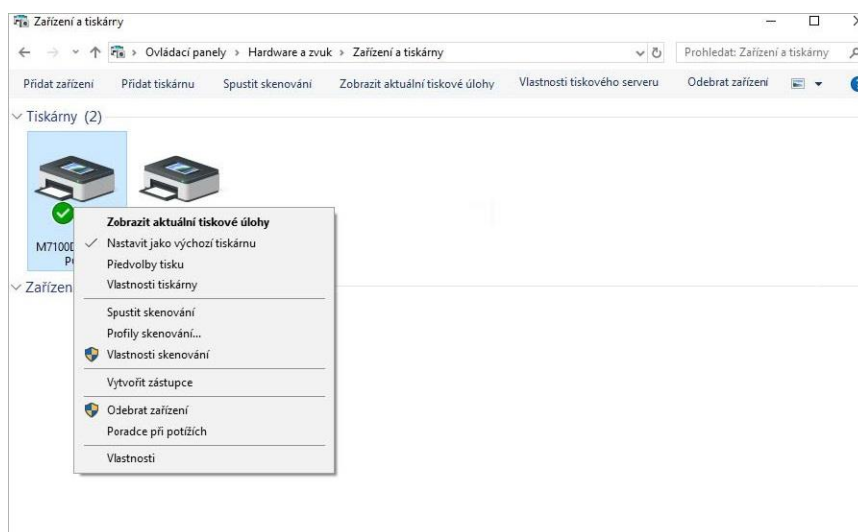 Zařízení a tiskárry
Ovládací panely > Hardware a zvuk > Zařízení a tiskárny
Prohledat: Zařízení a tiskárny
Přidat zařízení Přidat tiskárnu Spustit skenování Zobrazit aktuální tiskové úlohy Vlastnosti tiskového serveru Odebrat zařízení
Tiskárny (2)
M7100D
Zařízen
Zobrazit aktuální tiskové úlohy
Nastavit jako výchozí tiskárnu
Předvolby tisku
Vlastnosti tiskárny
Spustit skenování
Profily skenování...
Vlastnosti skenování
Vytvořit zástupce
Odebrat zařízení
Poradce při potížích
Vlastnosti